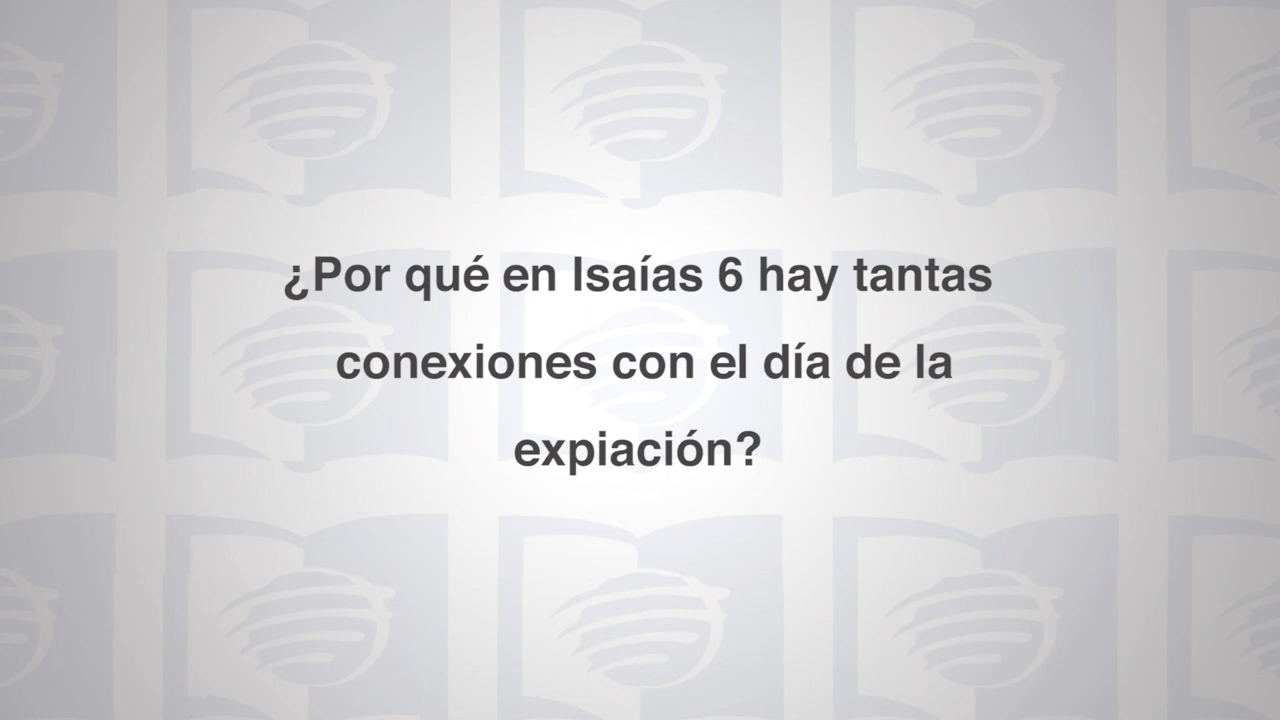 ¿Por qué en Isaías 6 hay tantas
conexiones con el día de la
expiación?